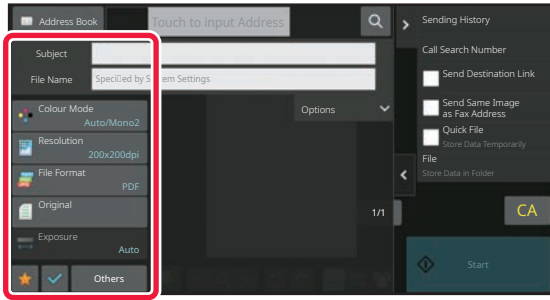 Address Book
Touch to input Address
Subject
File Name
Specified by System Settings
Colour Mode
Auto/Mono2
Resolution
200x200dpi
File Format
PDF
Original
Exposure
Auto
Others
Options
1/1
Sending History
Call Search Number
Send Destination Link
Send Same Image
as Fax Address
Quick File
Store Data Temporarily
File
Store Data in Folder
CA
Start